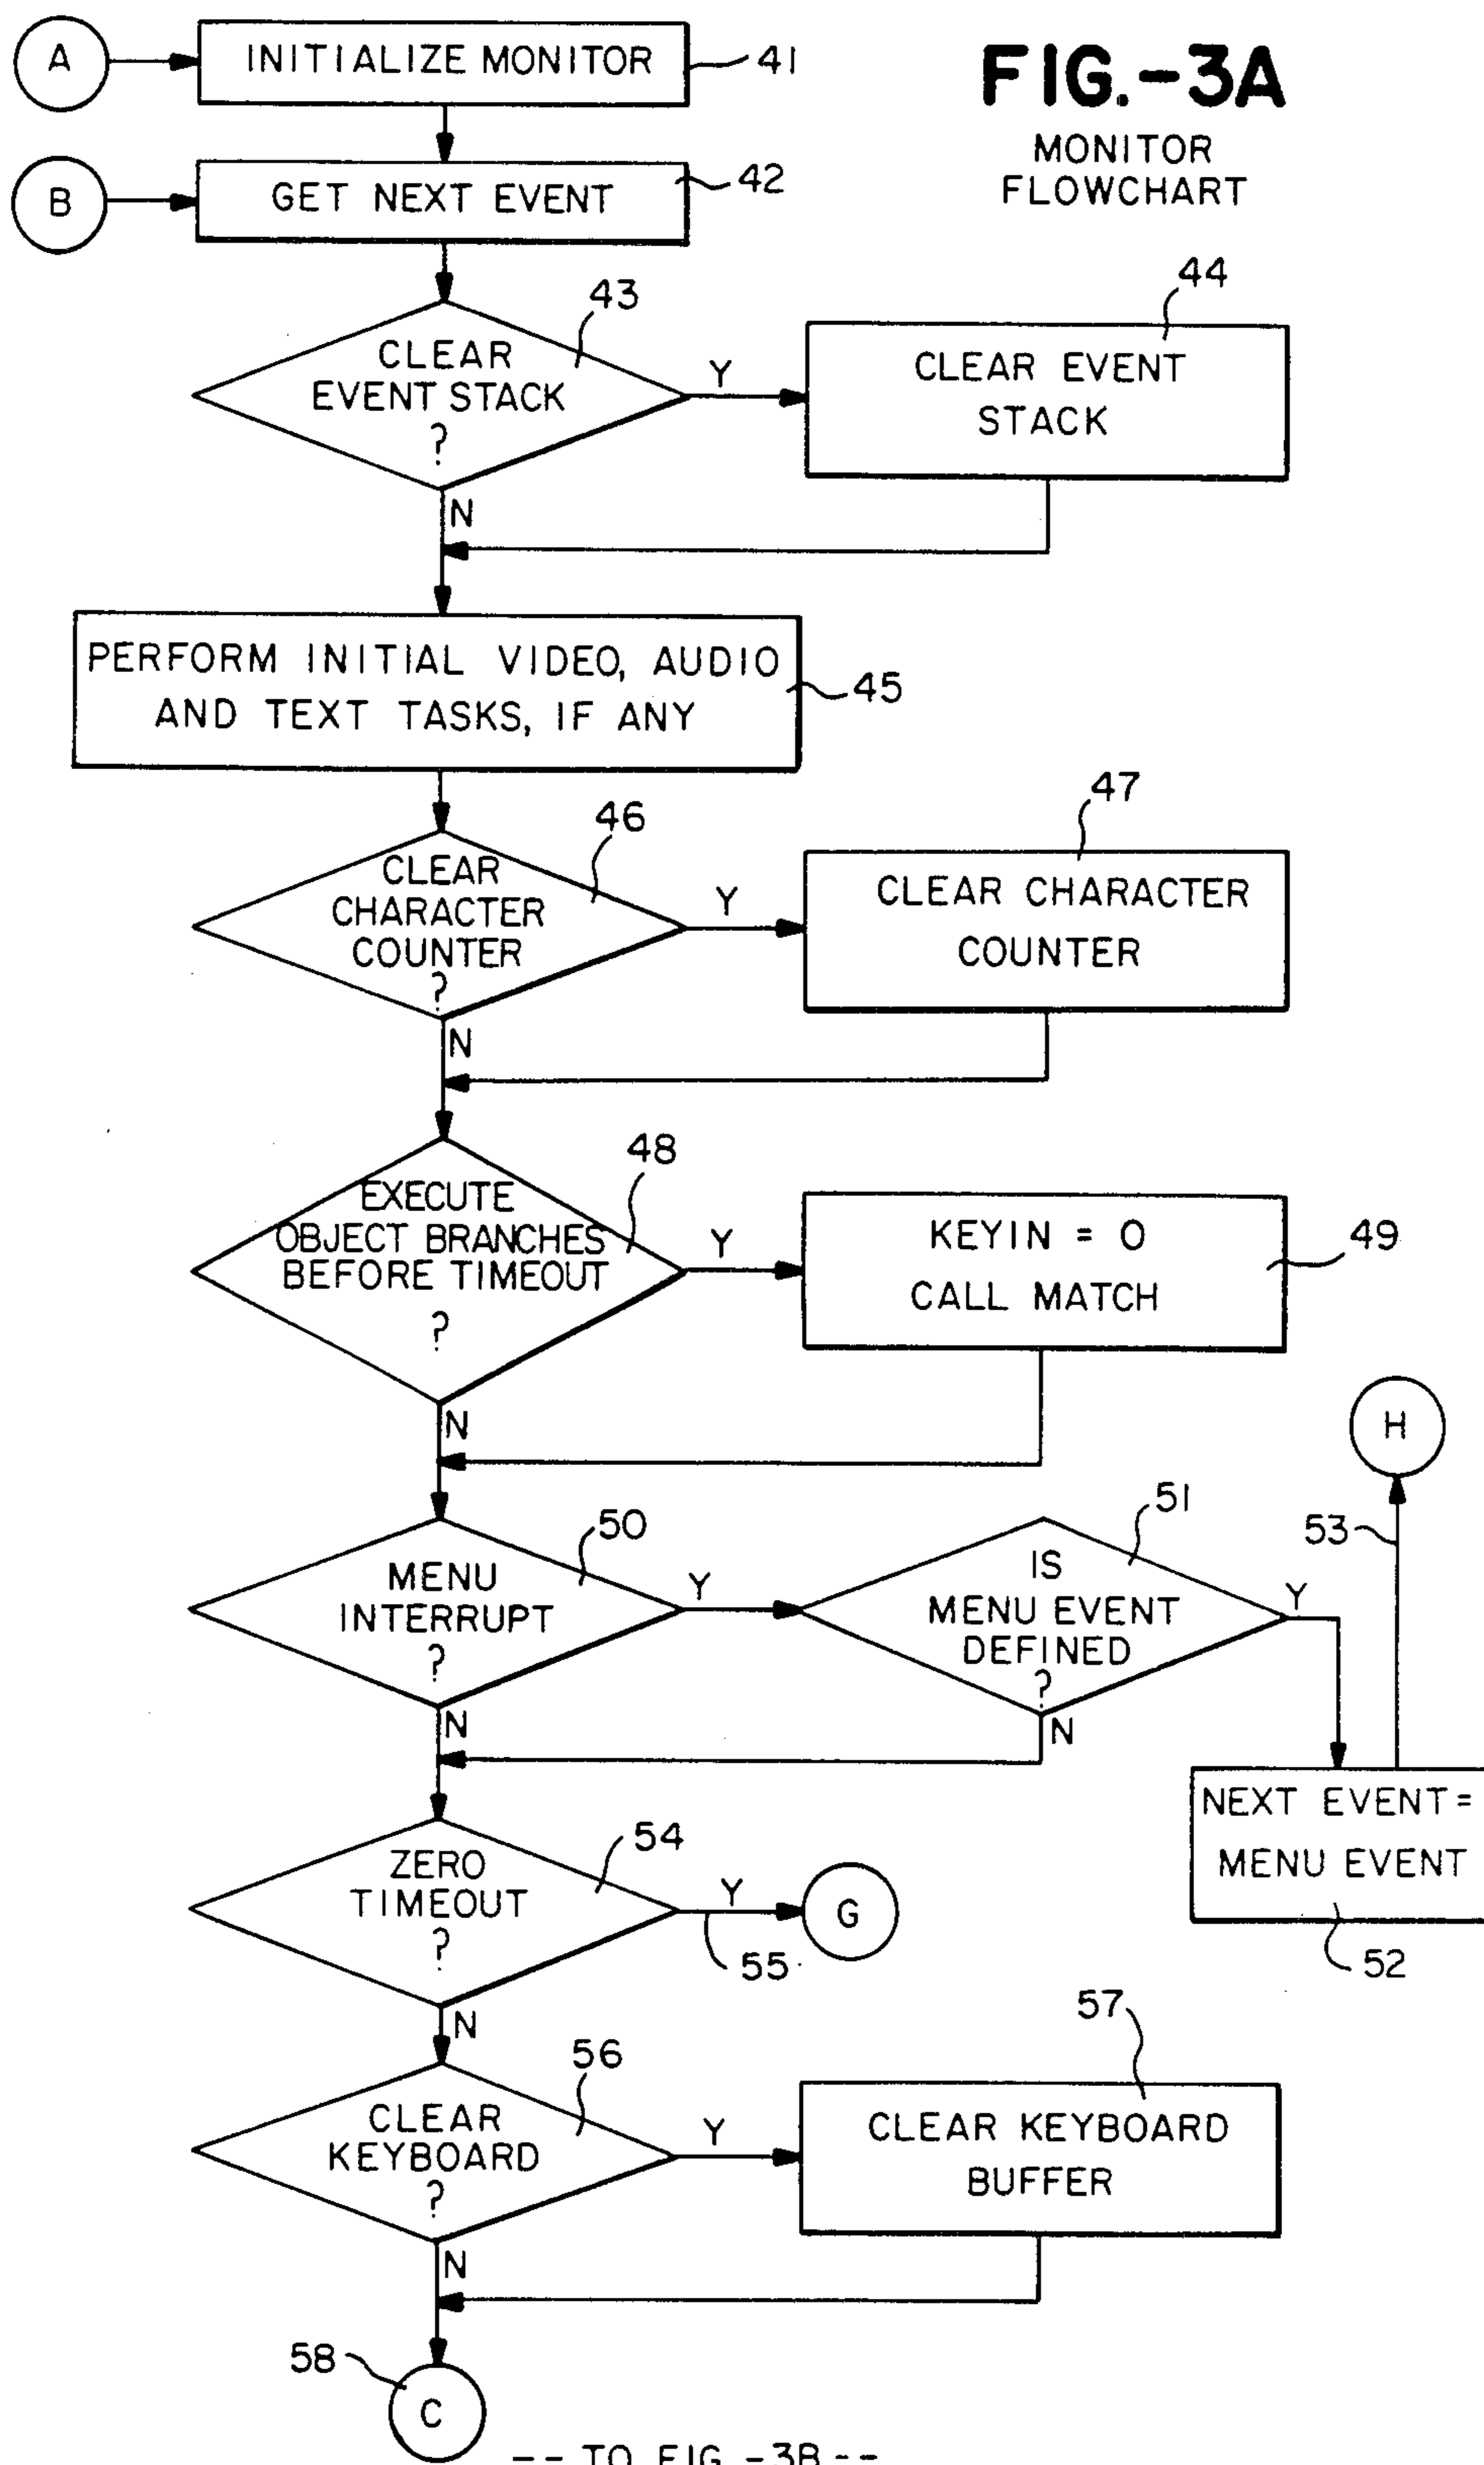 A
INITIALIZE MONITOR
41
FIG.-3A
MONITOR
FLOWCHART
B
GET NEXT EVENT
42
43
CLEAR
EVENT STACK
?
Y
44
CLEAR EVENT
STACK
N
PERFORM INITIAL VIDEO, AUDIO
AND TEXT TASKS, IF ANY
45
46
CLEAR
CHARACTER
COUNTER
?
Y
47
CLEAR CHARACTER
COUNTER
N
48
EXECUTE
OBJECT BRANCHES
BEFORE TIMEOUT
?
Y
KEYIN = 0
CALL MATCH
49
N
H
53
50
MENU
INTERRUPT
?
Y
51
IS
MENU EVENT
DEFINED
?
Y
N
N
NEXT EVENT =
MENU EVENT
52
54
ZERO
TIMEOUT
?
Y
55
G
N
56
CLEAR
KEYBOARD
?
Y
57
CLEAR KEYBOARD
BUFFER
N
58
C
-- TO FIG. -3B --